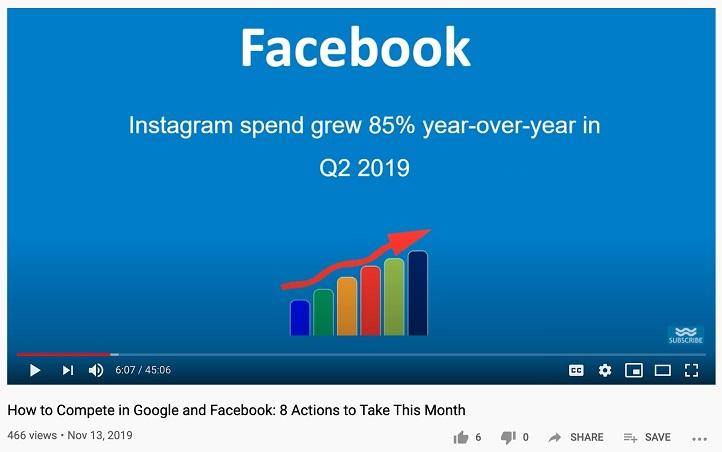 Facebook
Instagram spend grew 85% year-over-year in
Q2 2019
SUBSCRIBE
6:07 / 45:06
CC
How to Compete in Google and Facebook: 8 Actions to Take This Month
466 views • Nov 13, 2019
6
0
SHARE
SAVE